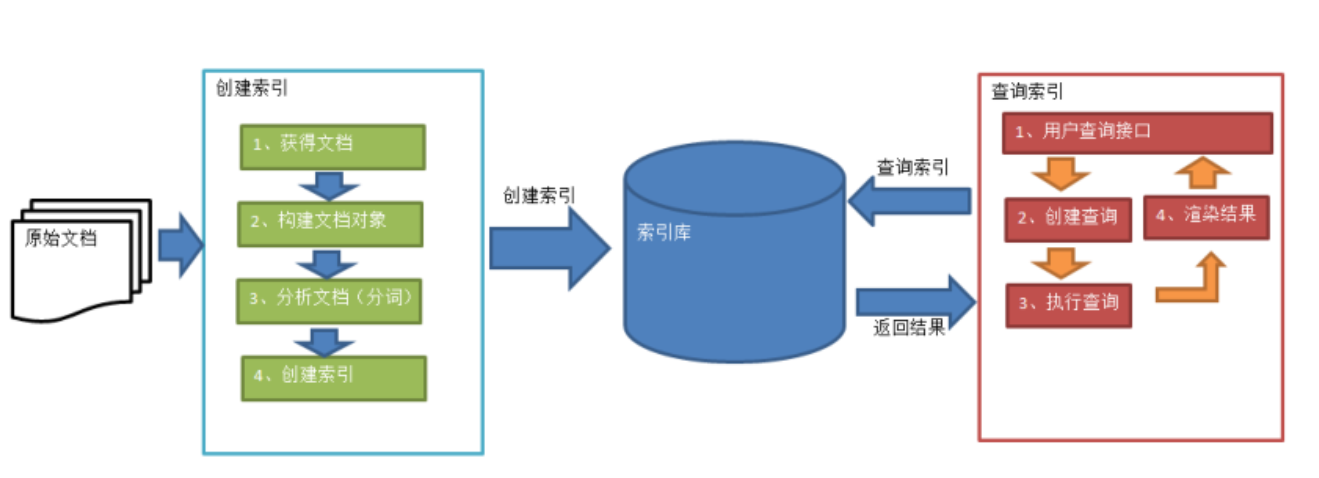 原始文档
创建索引
1、获得文档
2、构建文档对象
3、分析文档（分词）
4、创建索引
创建索引
索引库
查询索引
返回结果
查询索引
1、用户查询接口
2、创建查询
4、渲染结果
3、执行查询